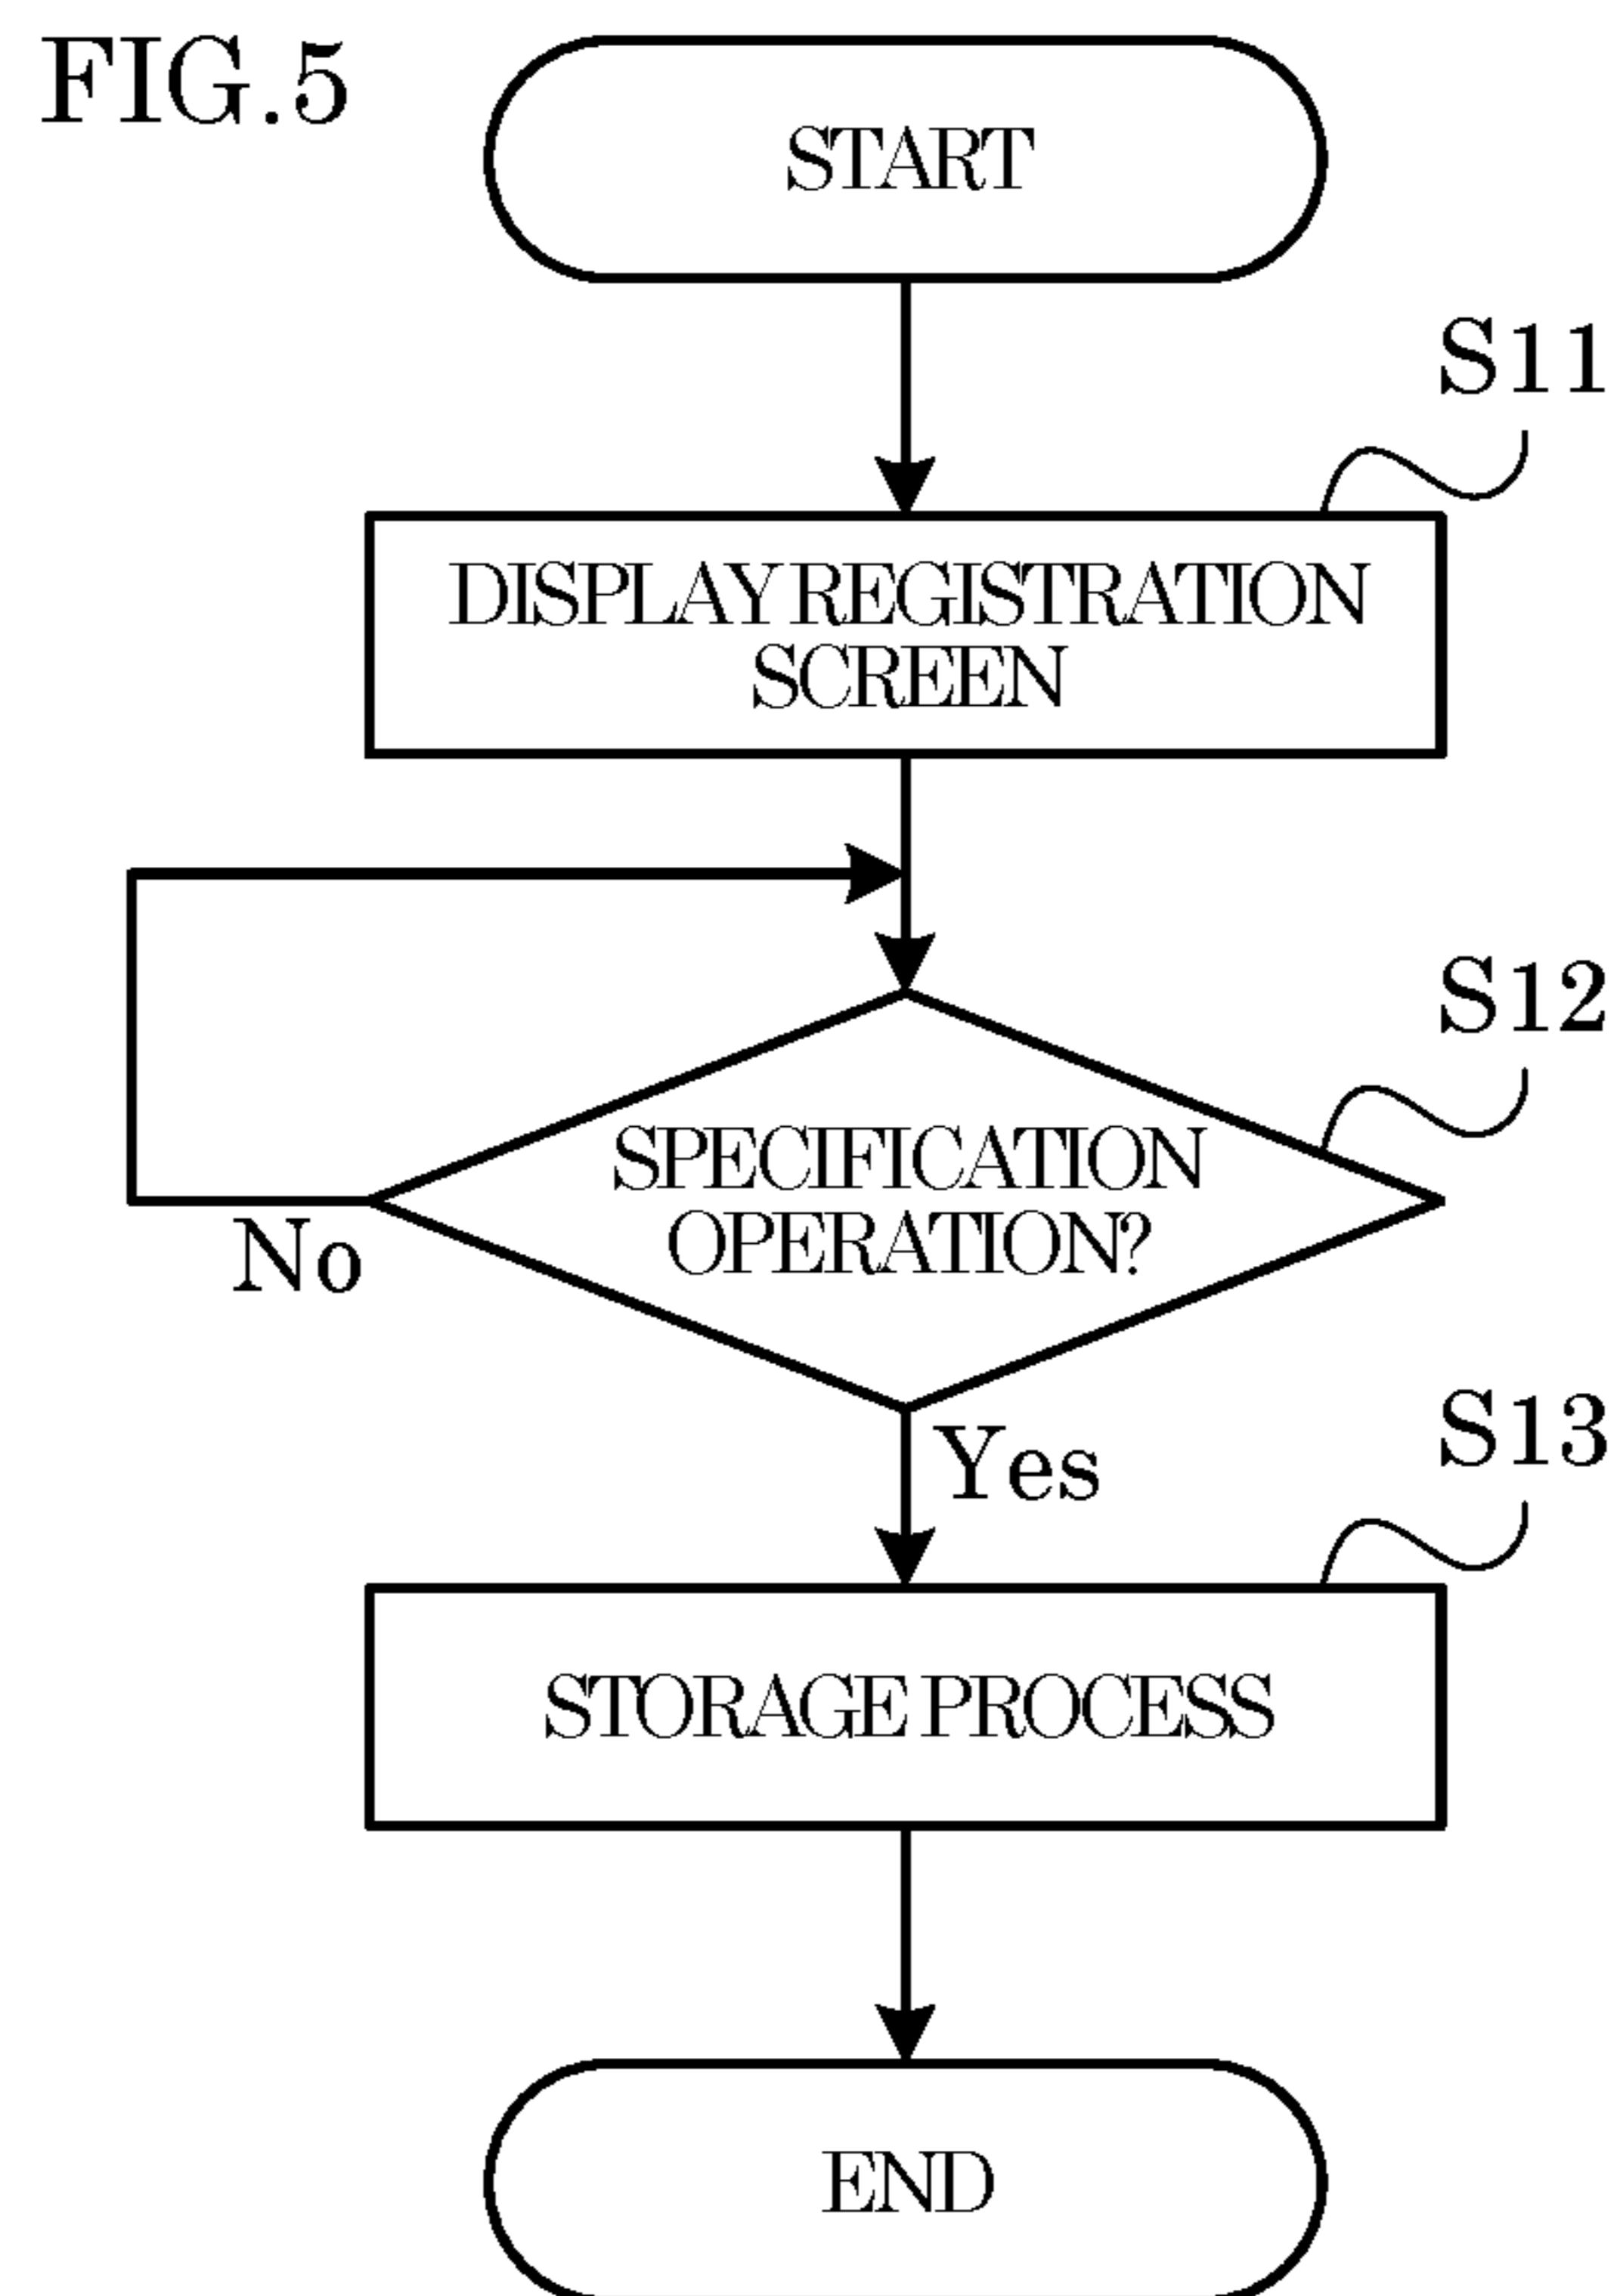 FIG.5
START
S11
DISPLAY REGISTRATION
SCREEN
S12
SPECIFICATION
OPERATION?
No
Yes
S13
STORAGE PROCESS
END